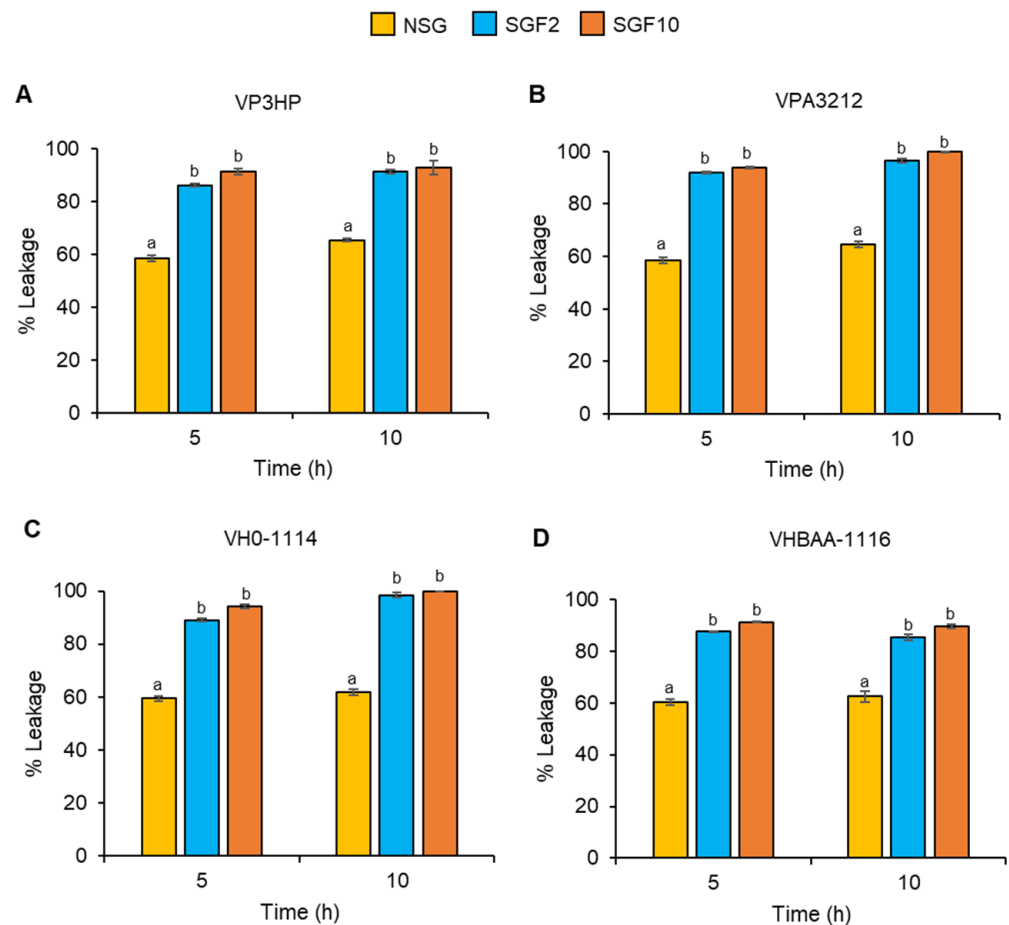 NSG SGF2 SGF10
A
VP3HP
% Leakage
100
80
60
40
20
0
a b b a b b
5 10
Time (h)
B
VPA3212
% Leakage
100
80
60
40
20
0
a b b a b b
5 10
Time (h)
C
VH0-1114
% Leakage
100
80
60
40
20
0
a b b a b b
5 10
Time (h)
D
VHBAA-1116
% Leakage
100
80
60
40
20
0
a b b a b b
5 10
Time (h)